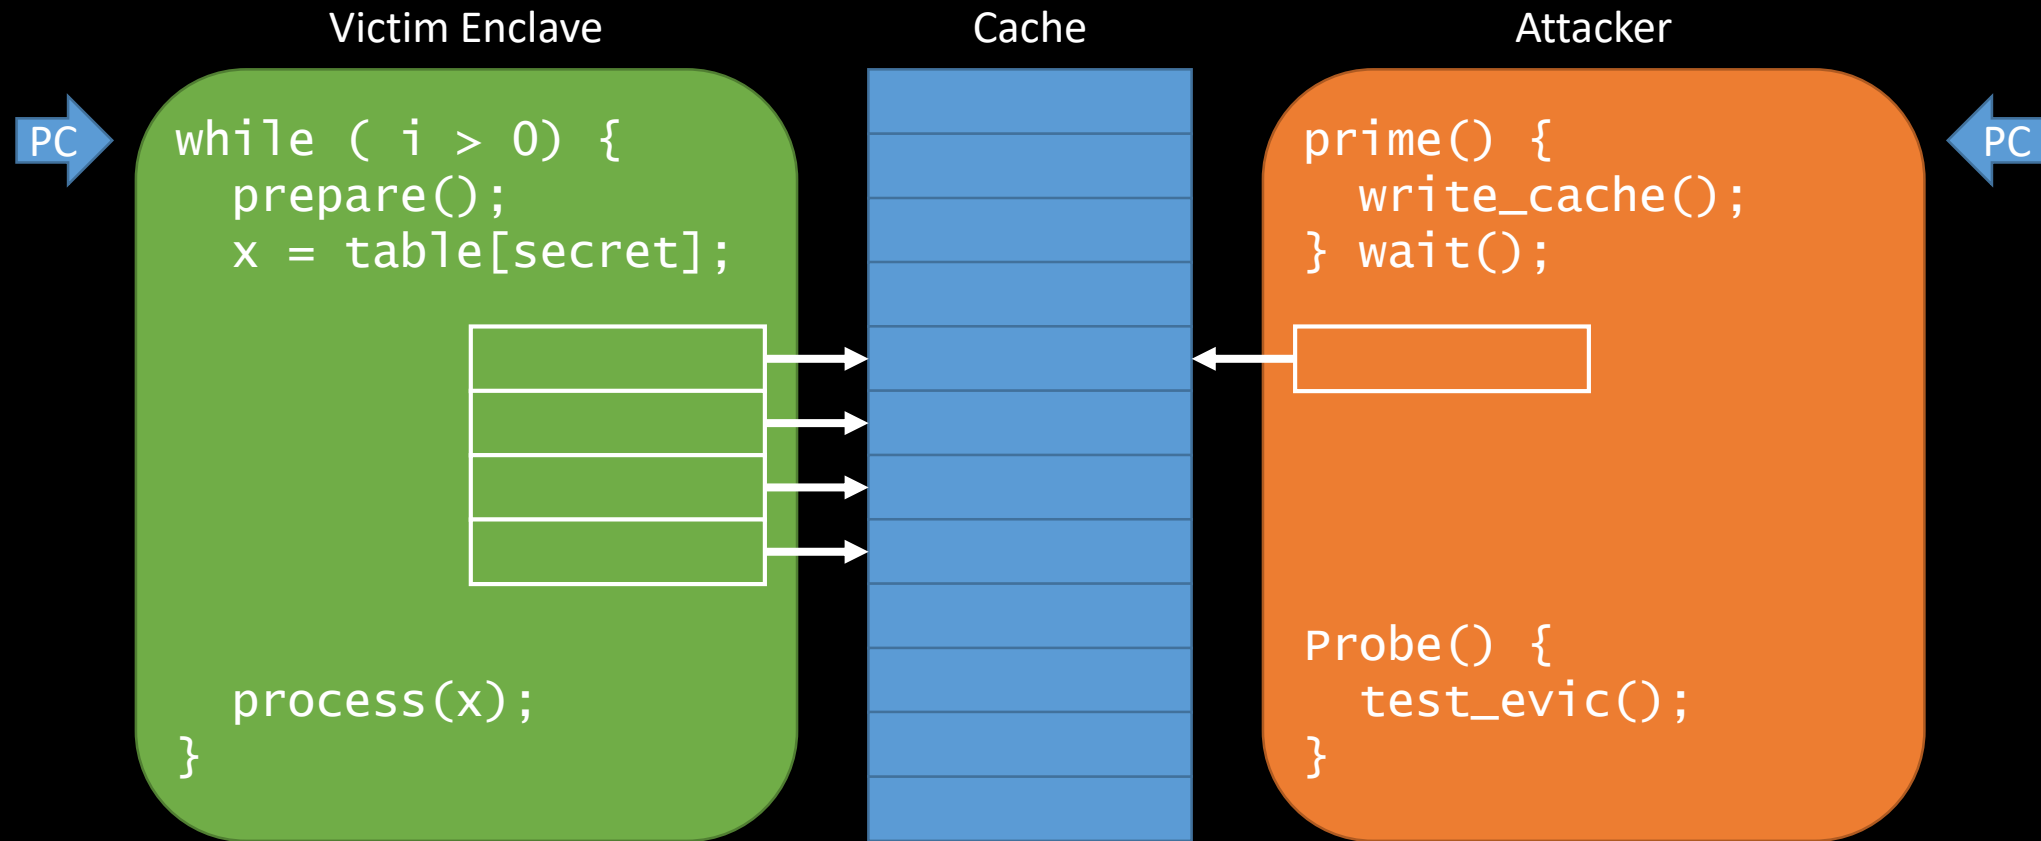 Victim Enclave
Cache
Attacker
PC
while ( i > 0) {
prepare();
x = table[secret];
process(x);
}
prime() {
write_cache();
} wait();
Probe() {
test_evic();
}
PC